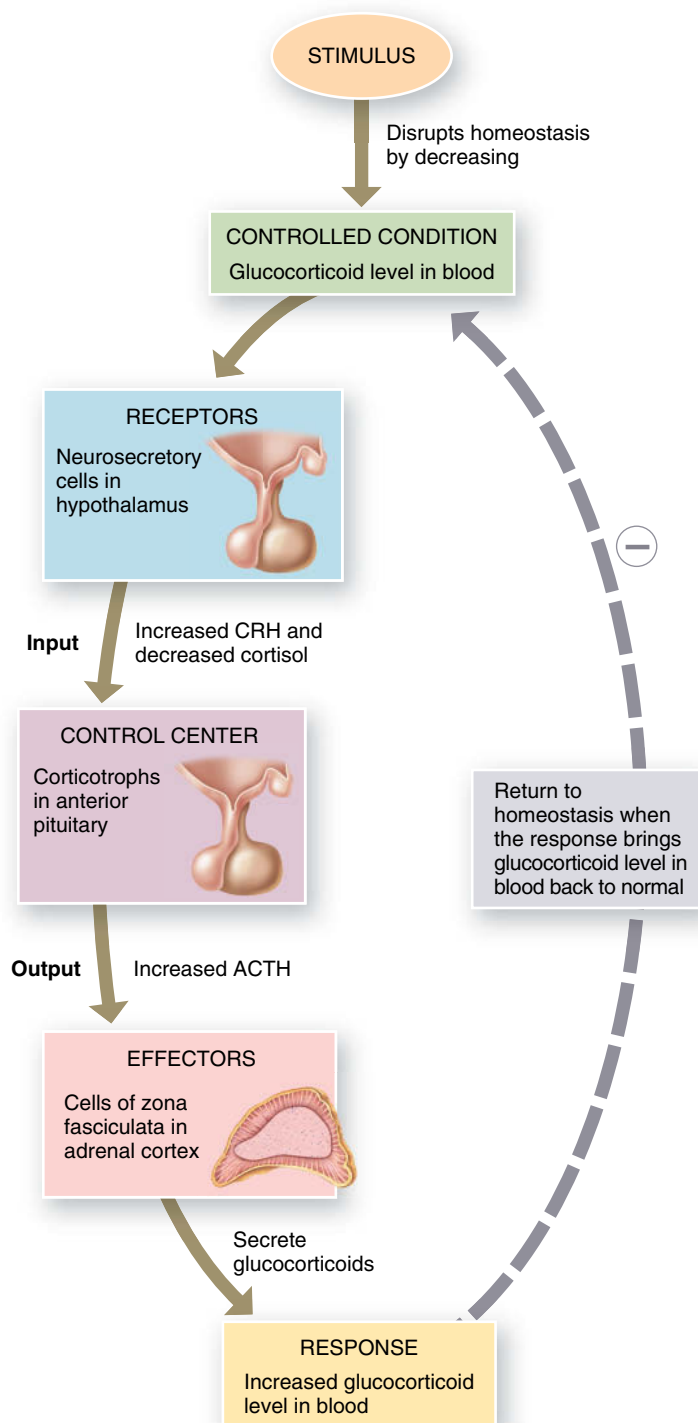 STIMULUS
Disrupts homeostasis
by decreasing
CONTROLLED CONDITION
Glucocorticoid level in blood
RECEPTORS
Neurosecretory
cells in
hypothalamus
Input
Increased CRH and
decreased cortisol
CONTROL CENTER
Corticotrophs
in anterior
pituitary
Return to
homeostasis when
the response brings
glucocorticoid level in
blood back to normal
Output
Increased ACTH
EFFECTORS
Cells of zona
fasciculata in
adrenal cortex
Secrete
glucocorticoids
RESPONSE
Increased glucocorticoid
level in blood